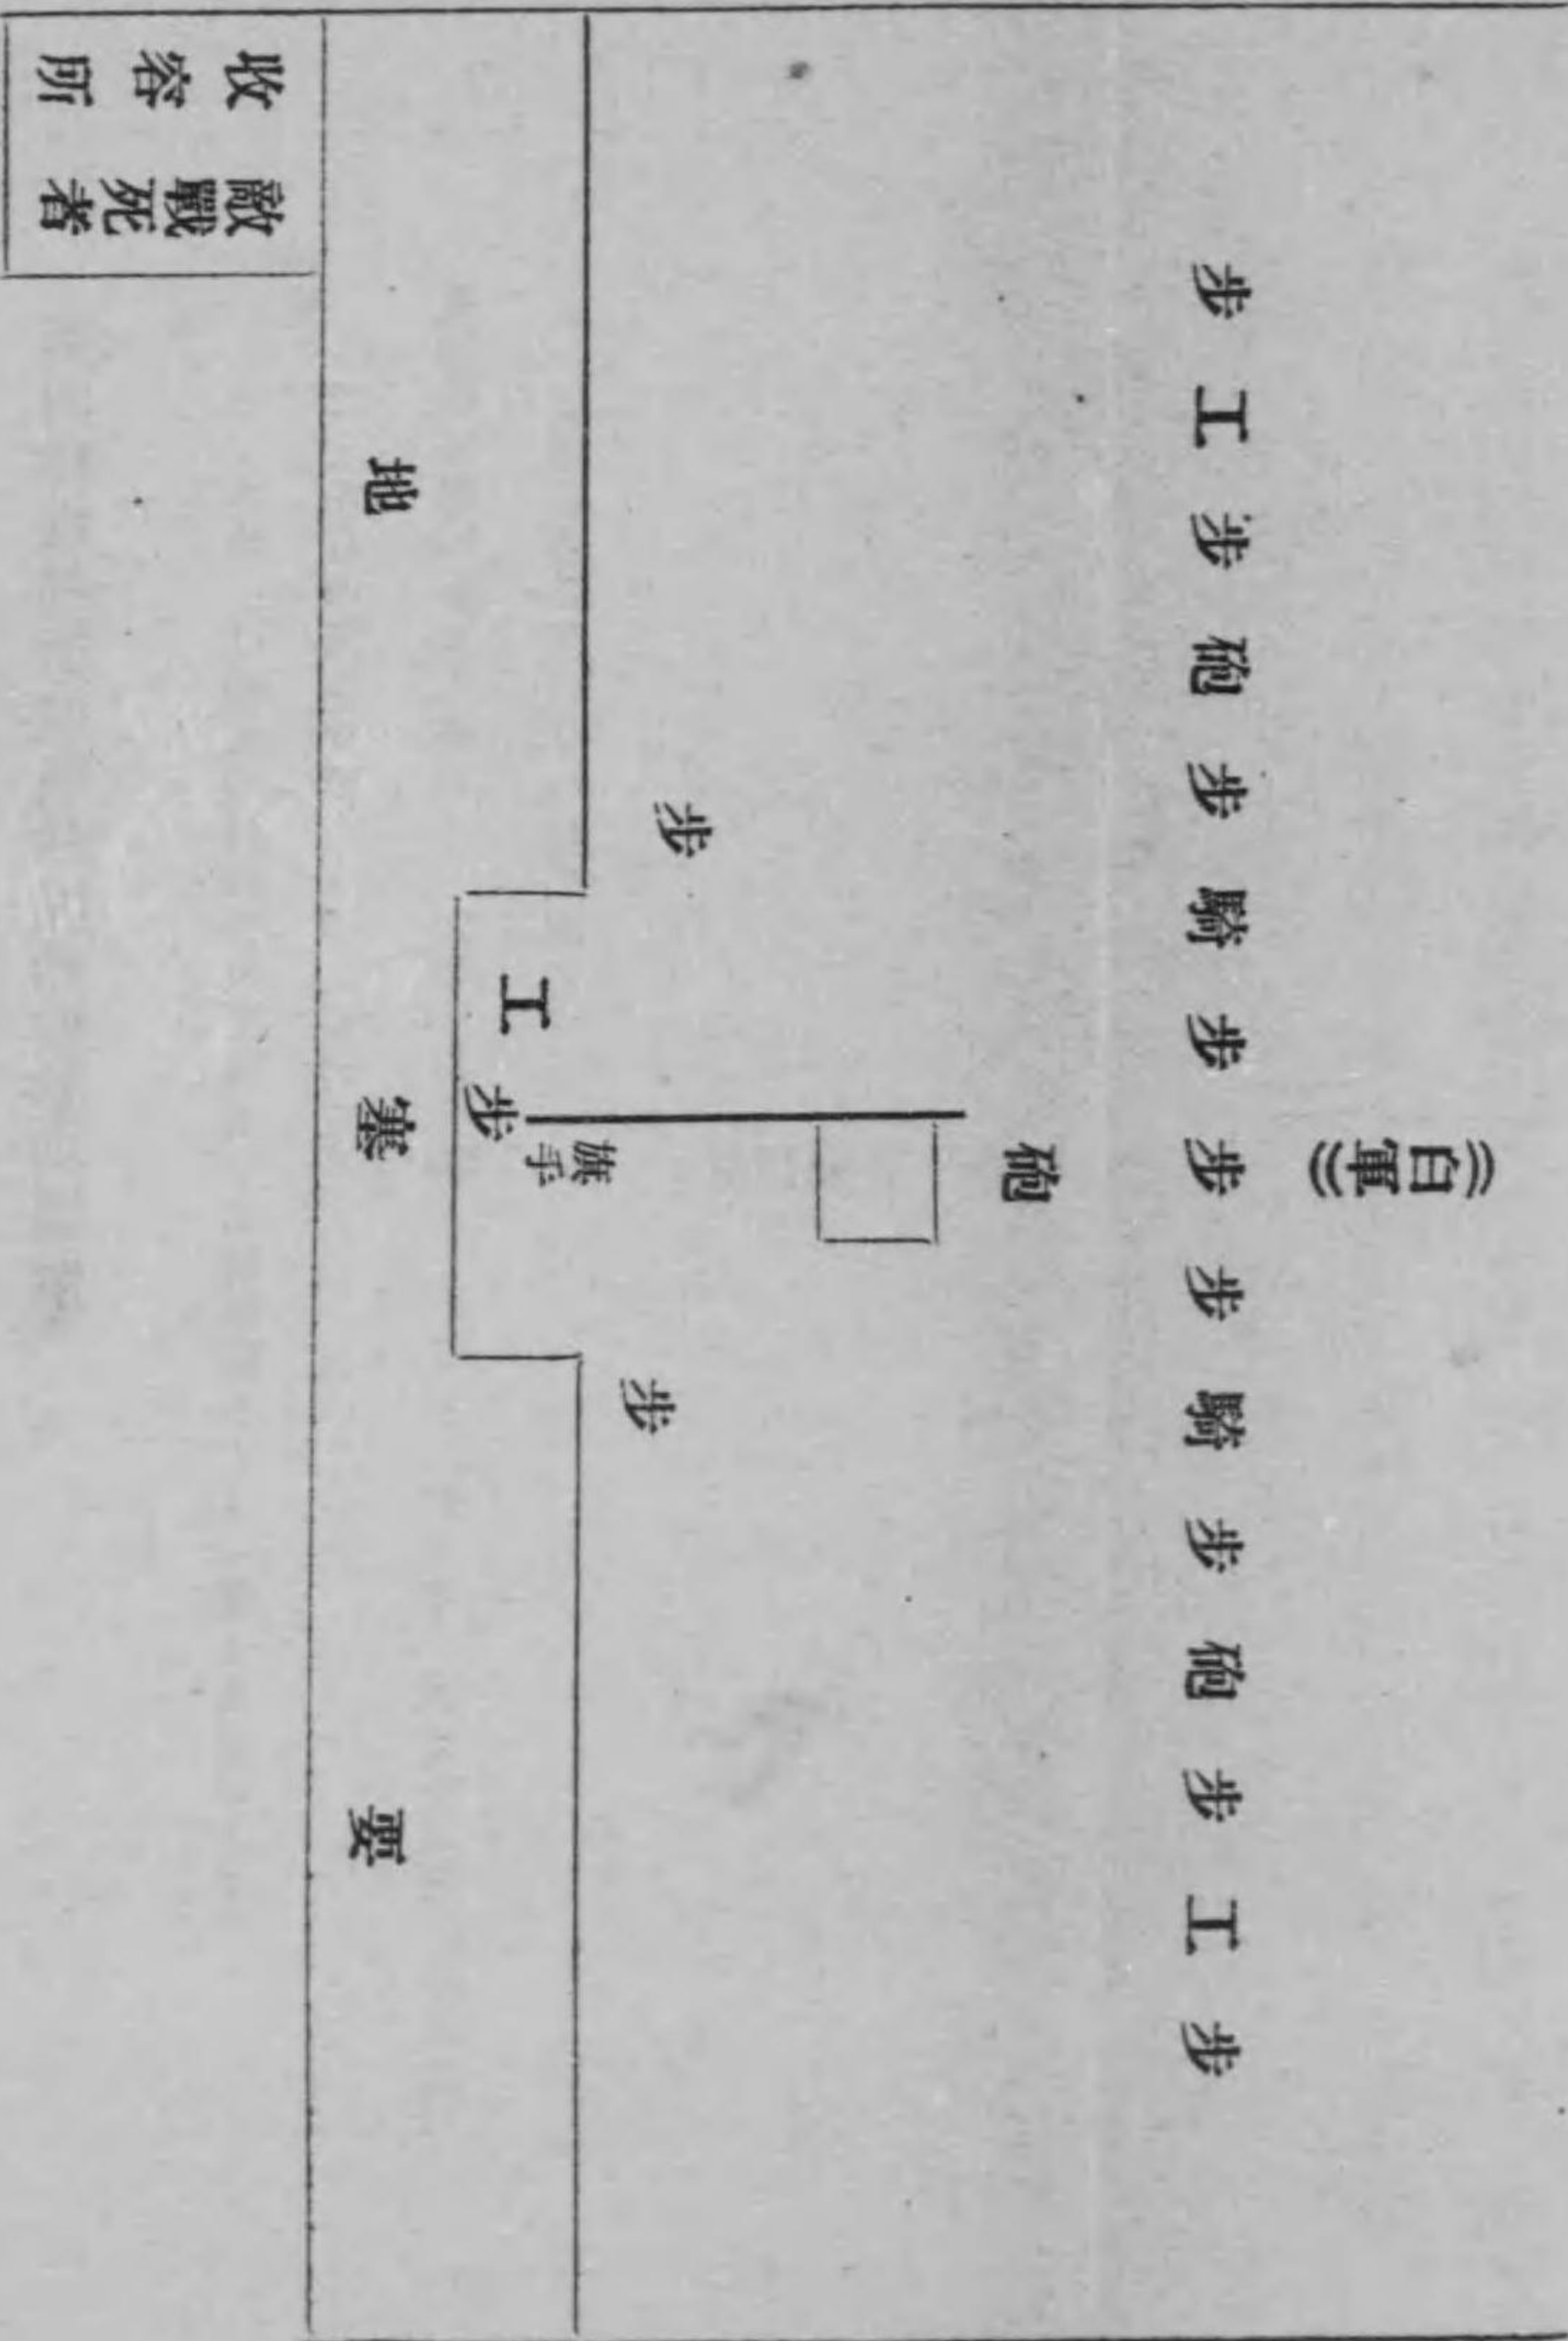 ((白軍))
步工步砲步騎步步步騎步砲步工步
砲
步
步
旗手
工
步
要塞地
敵戰死者
收容所